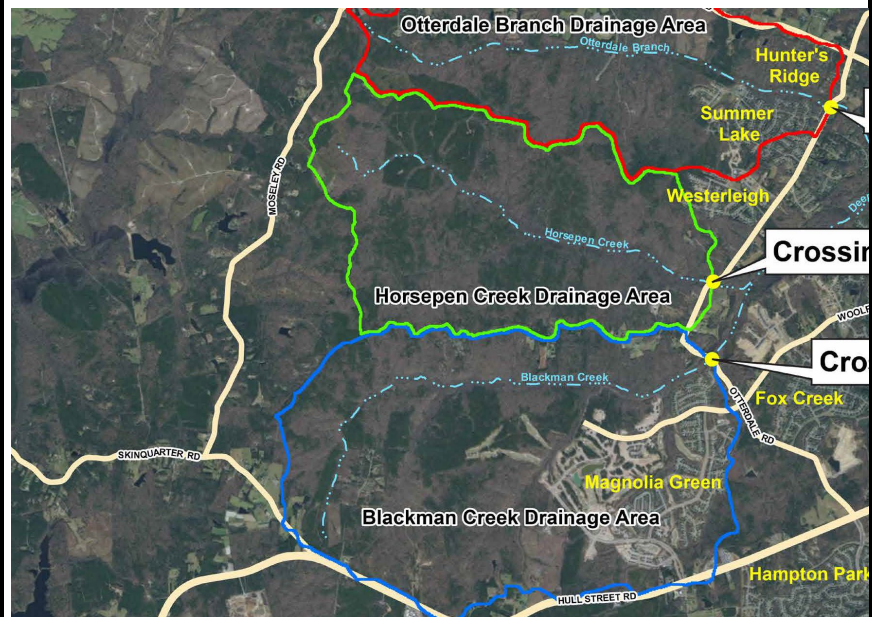 Otterdale Branch Drainage Area
Otterdale Branch
Hunter's
Ridge
Summer
Lake
MOSELEY RD
Westerleigh
Deep
Horsepen Creek
Crossin
Horsepen Creek Drainage Area
WOOLR
Cros
Blackman Creek
Fox Creek
OTTERDALE RD
SKINQUARTER RD
Magnolia Green
Blackman Creek Drainage Area
Hampton Park
HULL STREET RD